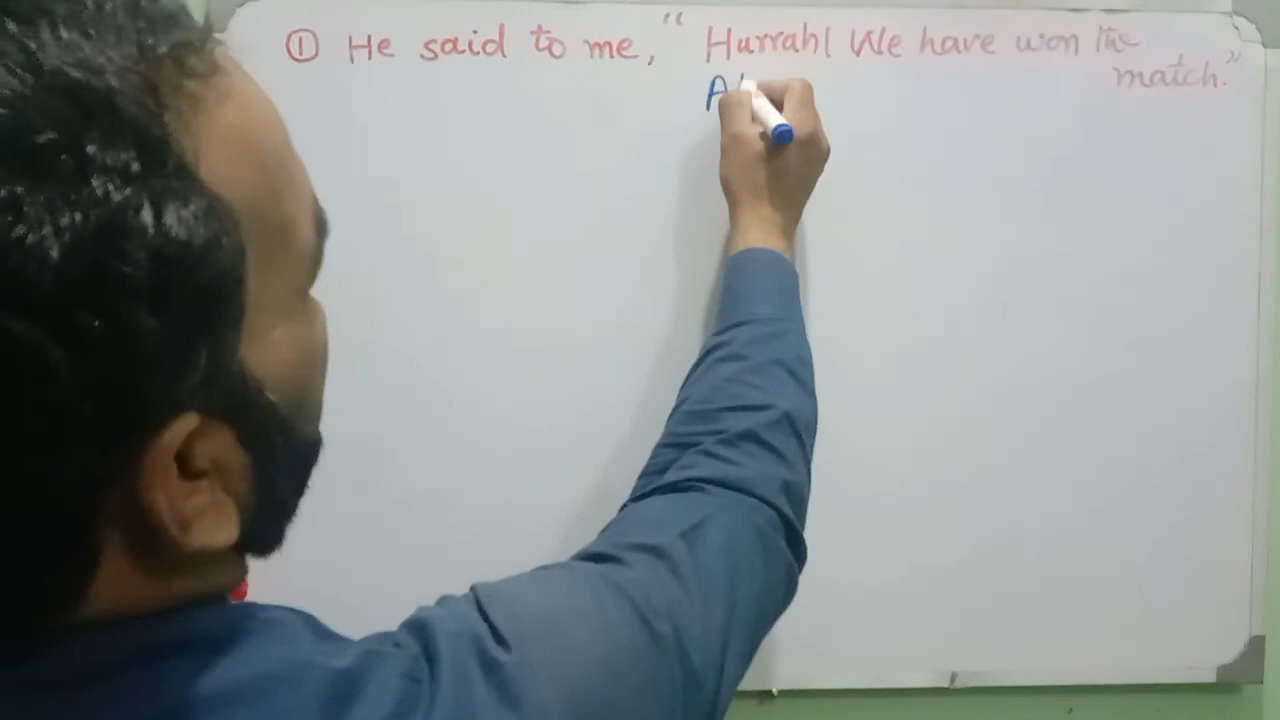 ① He said to me, " Hurrah! We have won the
match."
A